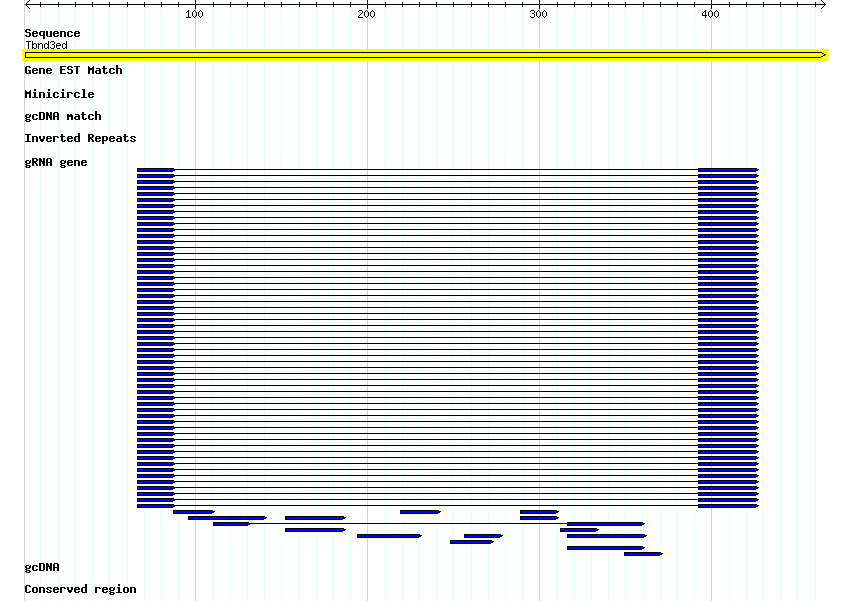 100 200 300 400
Sequence
Tbnd3ed
Gene EST Match
Minicircle
gcDNA match
Inverted Repeats
gRNA gene
gcDNA
Conserved region